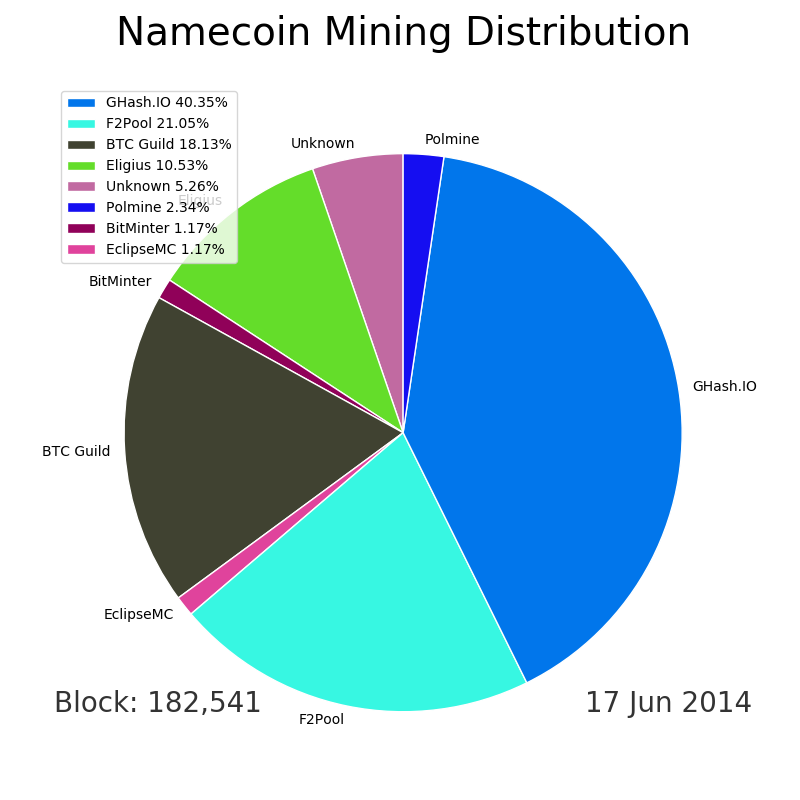 Namecoin Mining Distribution
GHash.IO 40.35%
F2Pool 21.05%
BTC Guild 18.13%
Eligius 10.53%
Unknown 5.26%
Polmine 2.34%
BitMinter 1.17%
EclipseMC 1.17%
Unknown
Polmine
Eligius
BitMinter
GHash.IO
BTC Guild
EclipseMC
F2Pool
Block: 182,541
17 Jun 2014